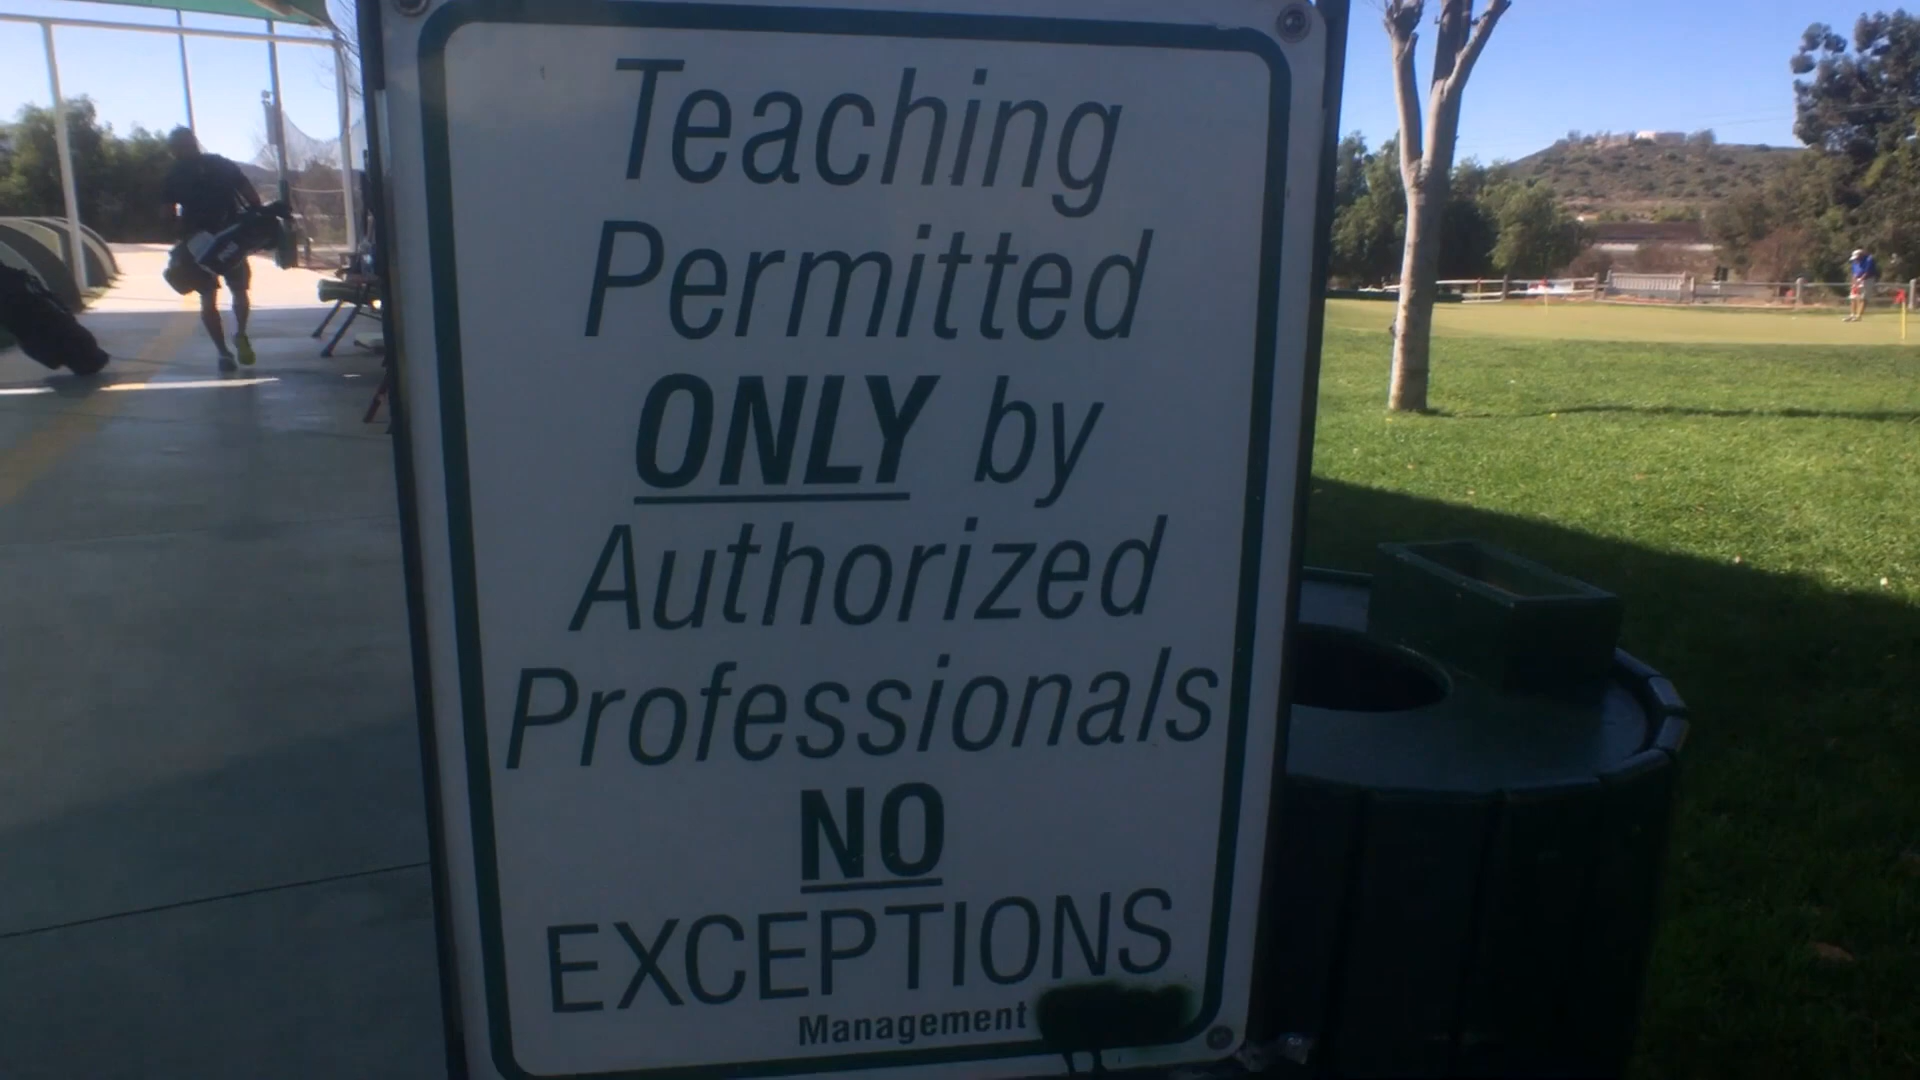 Teaching
Permitted
ONLY by
Authorized
Professionals
NO
EXCEPTIONS
Management